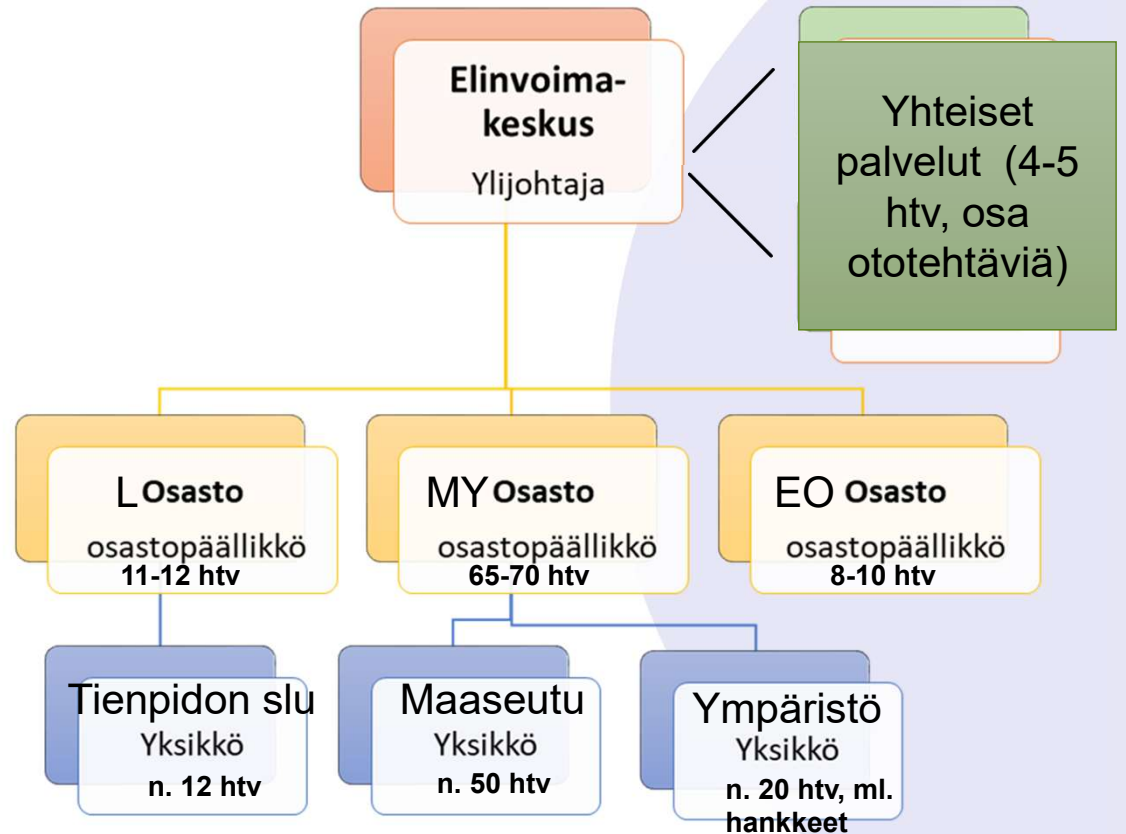 Elinvoima-
keskus
Ylijohtaja
Yhteiset
palvelut (4-5
htv, osa
ototehtäviä)
L Osasto
osastopäällikkö
11-12 htv
MY Osasto
osastopäällikkö
65-70 htv
EO Osasto
osastopäällikkö
8-10 htv
Tienpidon slu
Yksikkö
n. 12 htv
Maaseutu
Yksikkö
n. 50 htv
Ympäristö
Yksikkö
n. 20 htv, ml.
hankkeet